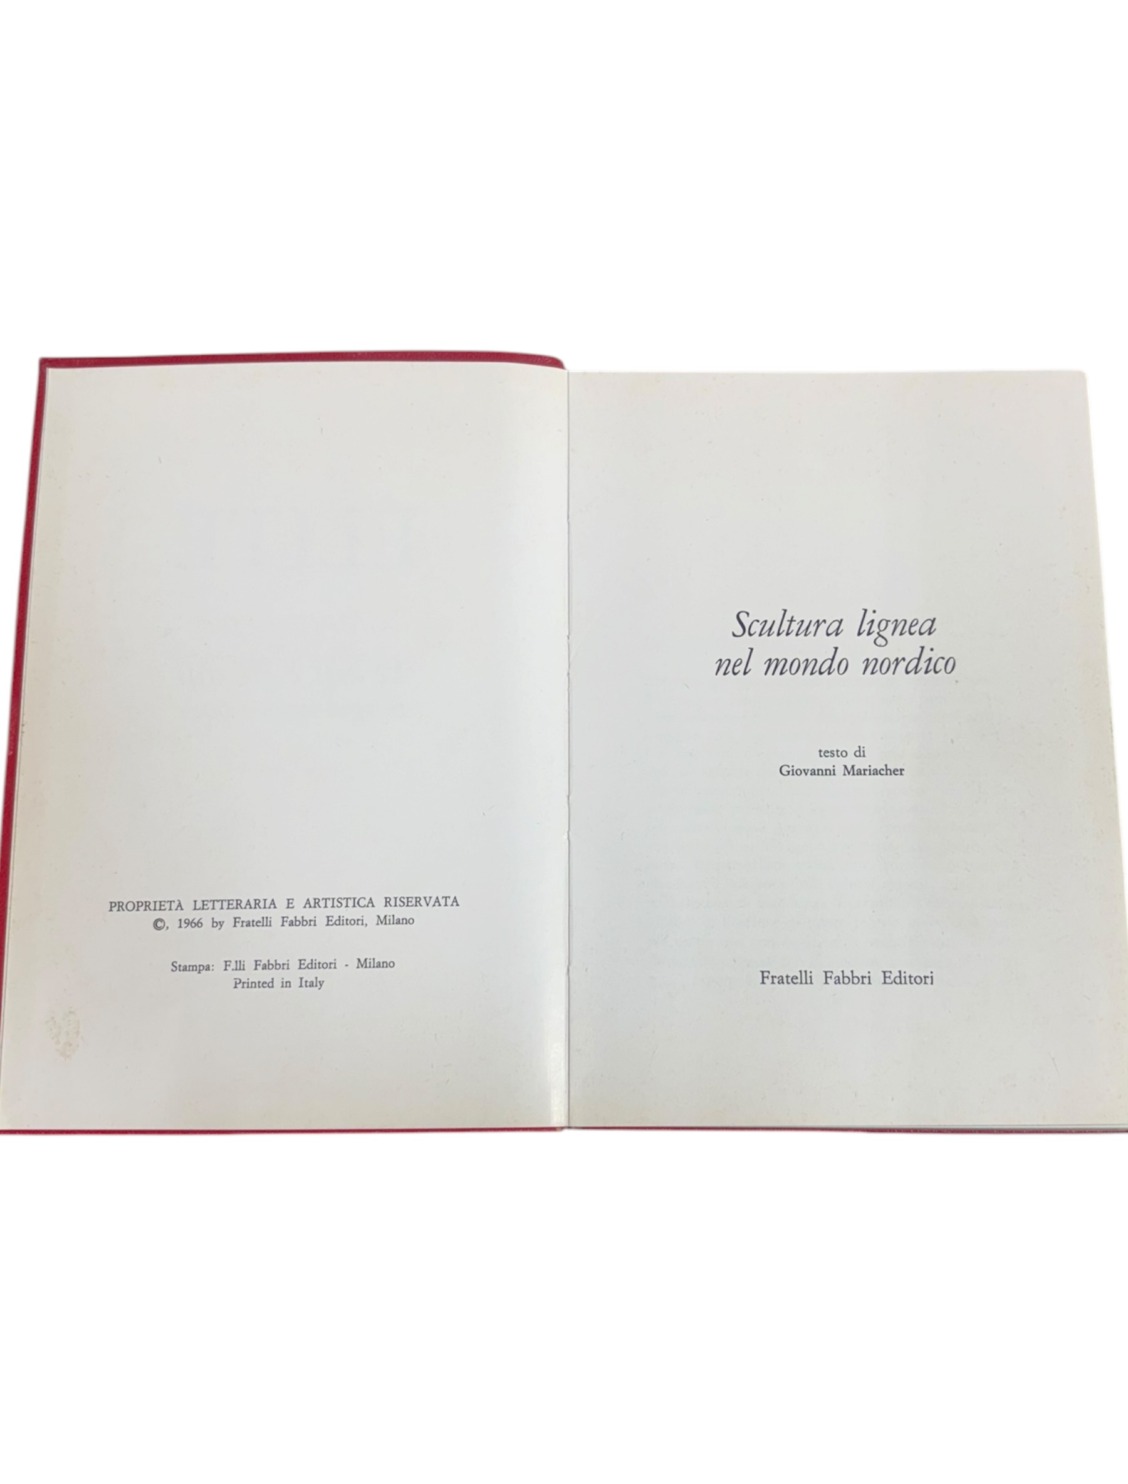 PROPRIETÀ LETTERARIA E ARTISTICA RISERVATA
©, 1966 by Fratelli Fabbri Editori, Milano
Stampa: F.lli Fabbri Editori - Milano
Printed in Italy
Scultura lignea
nel mondo nordico
testo di
Giovanni Mariacher
Fratelli Fabbri Editori